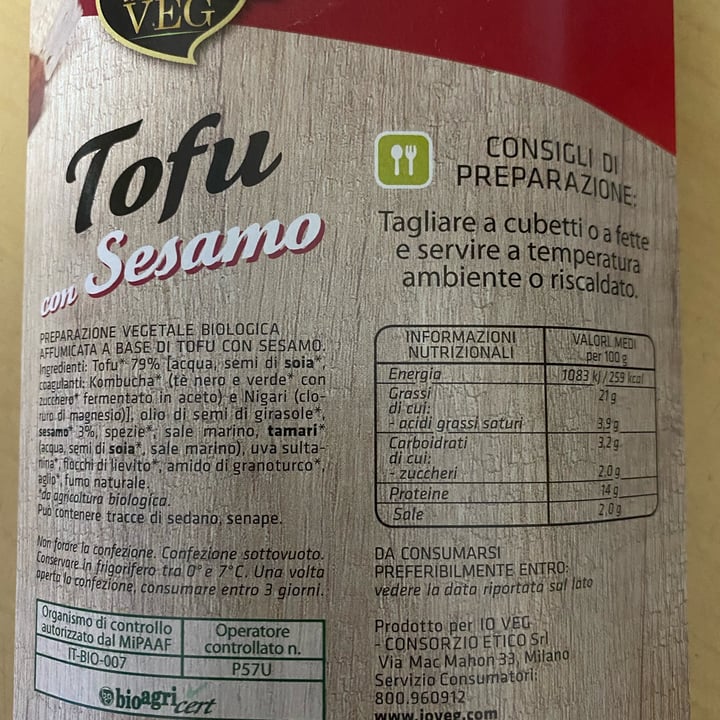 VEG
Tofu
con Sesamo
PREPARAZIONE VEGETALE BIOLOGICA
AFFUMICATA A BASE DI TOFU CON SESAMO.
Ingredienti: Tofu* 79% [acqua, semi di soia*,
coagulanti: Kombucha* (tè nero e verde* con
zucchero* fermentato in aceto) e Nigari (clo-
ruro di magnesio)], olio di semi di girasole*,
sesamo* 3%, spezie*, sale marino, tamari*
(acqua, semi di soia*, sale marino), uva sulta-
nina*, fiocchi di lievito*, amido di granoturco*,
aglio*, fumo naturale.
*da agricoltura biologica.
Può contenere tracce di sedano, senape.
Non forare la confezione. Confezione sottovuoto.
Conservare in frigorifero tra 0° e 7°C. Una volta
aperta la confezione, consumare entro 3 giorni.
Organismo di controllo
autorizzato dal MiPAAF
IT-BIO-007
Operatore
controllato n.
P57U
bioagricert
CONSIGLI DI
PREPARAZIONE:
Tagliare a cubetti o a fette
e servire a temperatura
ambiente o riscaldato.
INFORMAZIONI NUTRIZIONALI VALORI MEDI per 100 g
Energia 1083 kj / 259 kcal
Grassi 21 g
di cui:
- acidi grassi saturi 3,9 g
Carboidrati 3,2 g
di cui:
- zuccheri 2,0 g
Proteine 14 g
Sale 2,0 g
DA CONSUMARSI
PREFERIBILMENTE ENTRO:
vedere la data riportata sul lato
Prodotto per IO VEG
- CONSORZIO ETICO Srl
Via Mac Mahon 33, Milano
Servizio Consumatori:
800.960912
www.ioveg.com